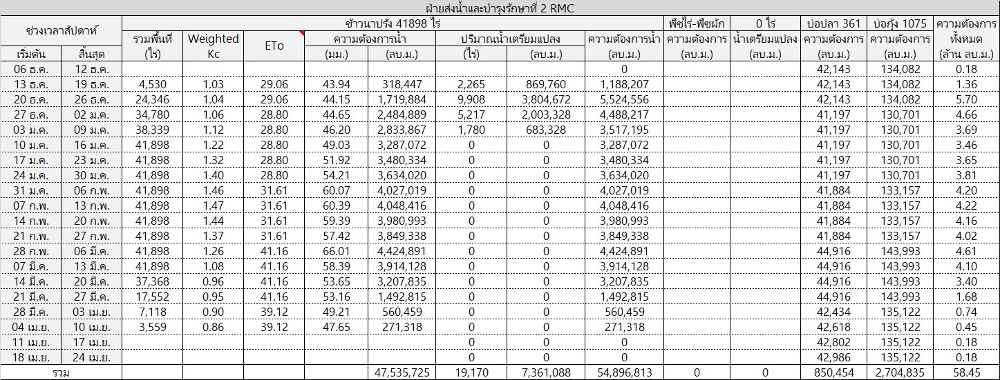 ฝ่ายส่งน้ำและบำรุงรักษาที่ 2 RMC
ช่วงเวลาสัปดาห์ ข้าวนาปรัง 41898 ไร่ พืชไร่-พืชผัก 0 ไร่ บ่อปลา 361 บ่อกุ้ง 1075 ความต้องการ
รวมพื้นที่ Weighted ETo ความต้องการน้ำ ปริมาณน้ำเตรียมแปลง ความต้องการน้ำ ความต้องการ น้ำเตรียมแปลง ความต้องการ ความต้องการ ทั้งหมด
เริ่มต้น สิ้นสุด (ไร่) Kc (มม.) (ลบ.ม.) (ไร่) (ลบ.ม.) (ลบ.ม.) (ลบ.ม.) (ลบ.ม.) (ลบ.ม.) (ลบ.ม.) (ล้าน ลบ.ม.)
06 ธ.ค. 12 ธ.ค. 0 42,143 134,082 0.18
13 ธ.ค. 19 ธ.ค. 4,530 1.03 29.06 43.94 318,447 2,265 869,760 1,188,207 42,143 134,082 1.36
20 ธ.ค. 26 ธ.ค. 24,346 1.04 29.06 44.15 1,719,884 9,908 3,804,672 5,524,556 42,143 134,082 5.70
27 ธ.ค. 02 ม.ค. 34,780 1.06 28.80 44.65 2,484,889 5,217 2,003,328 4,488,217 41,197 130,701 4.66
03 ม.ค. 09 ม.ค. 38,339 1.12 28.80 46.20 2,833,867 1,780 683,328 3,517,195 41,197 130,701 3.69
10 ม.ค. 16 ม.ค. 41,898 1.22 28.80 49.03 3,287,072 0 0 3,287,072 41,197 130,701 3.46
17 ม.ค. 23 ม.ค. 41,898 1.32 28.80 51.92 3,480,334 0 0 3,480,334 41,197 130,701 3.65
24 ม.ค. 30 ม.ค. 41,898 1.40 28.80 54.21 3,634,020 0 0 3,634,020 41,197 130,701 3.81
31 ม.ค. 06 ก.พ. 41,898 1.46 31.61 60.07 4,027,019 0 0 4,027,019 41,884 133,157 4.20
07 ก.พ. 13 ก.พ. 41,898 1.47 31.61 60.39 4,048,416 0 0 4,048,416 41,884 133,157 4.22
14 ก.พ. 20 ก.พ. 41,898 1.44 31.61 59.39 3,980,993 0 0 3,980,993 41,884 133,157 4.16
21 ก.พ. 27 ก.พ. 41,898 1.37 31.61 57.42 3,849,338 0 0 3,849,338 41,884 133,157 4.02
28 ก.พ. 06 มี.ค. 41,898 1.26 41.16 66.01 4,424,891 0 0 4,424,891 44,916 143,993 4.61
07 มี.ค. 13 มี.ค. 41,898 1.08 41.16 58.39 3,914,128 0 0 3,914,128 44,916 143,993 4.10
14 มี.ค. 20 มี.ค. 37,368 0.96 41.16 53.65 3,207,835 0 0 3,207,835 44,916 143,993 3.40
21 มี.ค. 27 มี.ค. 17,552 0.95 41.16 53.16 1,492,815 0 0 1,492,815 44,916 143,993 1.68
28 มี.ค. 03 เม.ย. 7,118 0.90 39.12 49.21 560,459 0 0 560,459 42,434 135,122 0.74
04 เม.ย. 10 เม.ย. 3,559 0.86 39.12 47.65 271,318 0 0 271,318 42,618 135,122 0.45
11 เม.ย. 17 เม.ย. 0 0 0 42,802 135,122 0.18
18 เม.ย. 24 เม.ย. 0 0 0 42,986 135,122 0.18
รวม 47,535,725 19,170 7,361,088 54,896,813 0 0 850,454 2,704,835 58.45